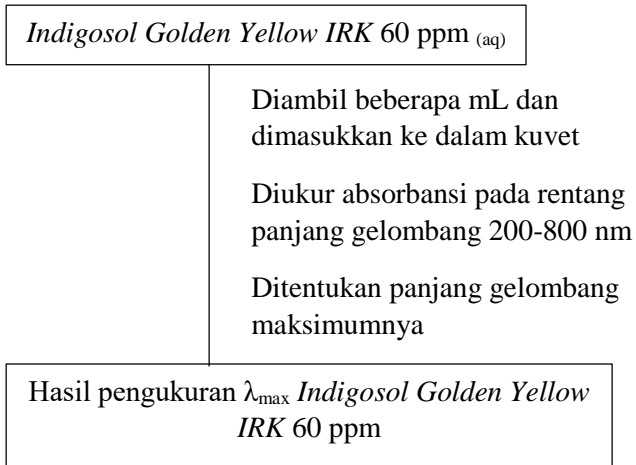 Indigosol Golden Yellow IRK 60 ppm (aq)
Diambil beberapa mL dan
dimasukkan ke dalam kuvet
Diukur absorbansi pada rentang
panjang gelombang 200-800 nm
Ditentukan panjang gelombang
maksimumnya
Hasil pengukuran λmax Indigosol Golden Yellow
IRK 60 ppm